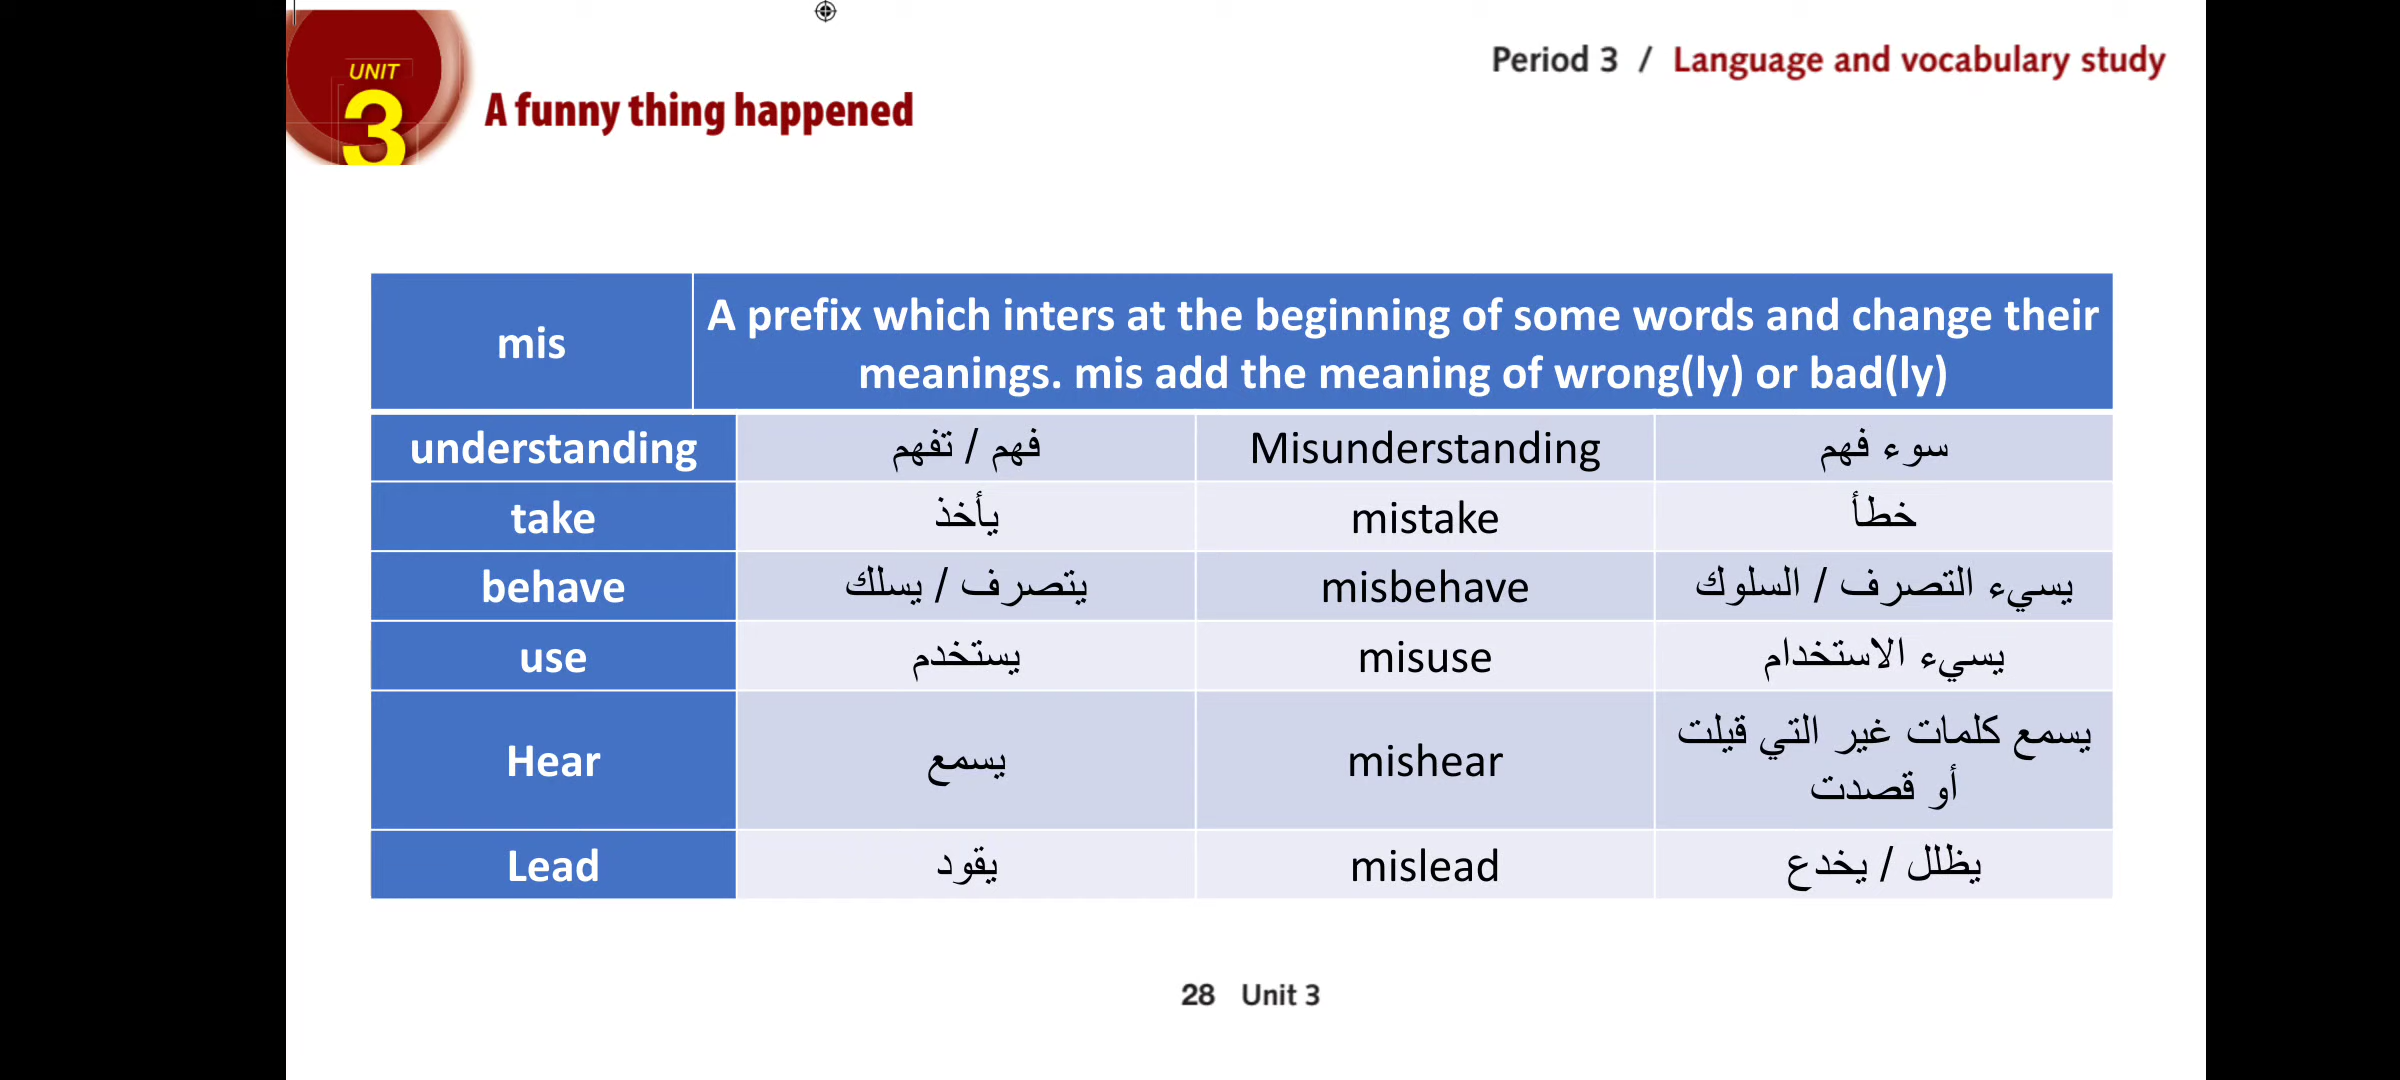 UNIT
3
A funny thing happened
Period 3 / Language and vocabulary study
mis
A prefix which inters at the beginning of some words and change their
meanings. mis add the meaning of wrong(ly) or bad(ly)
understanding
فهم / تفهم
Misunderstanding
سوء فهم
take
يأخذ
mistake
خطأ
behave
يتصرف / يسلك
misbehave
يسيء التصرف / السلوك
use
يستخدم
misuse
يسيء الاستخدام
Hear
يسمع
mishear
يسمع كلمات غير التي قيلت
أو قصدت
Lead
يقود
mislead
يظلل / يخدع
28 Unit 3